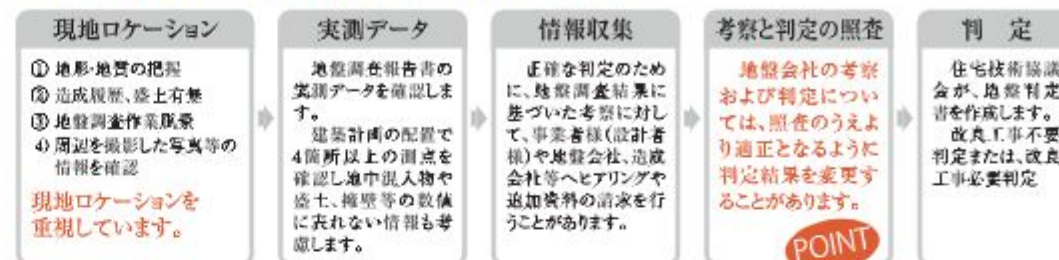 現地ロケーション
① 地形・地質の把握
② 造成履歴、盛土有無
③ 地盤調査作業風景
4) 周辺を撮影した写真等の
情報を確認
現地ロケーションを
重視しています。
実測データ
地盤調査報告書の
実測データを確認しま
す。
建築計画の配置で
4箇所以上の測点を
確認し地中混入物や
盛土、擁壁等の数値
に表れない情報も考
慮します。
情報収集
正確な判定のため
に、地盤調査結果に
基づいた考察に対し
て、事業者様(設計者
様)や地盤会社、造成
会社等へヒアリングや
追加資料の請求を行
うことがあります。
考察と判定の照査
地盤会社の考察
および判定につい
ては、照査のうえよ
り適正となるように
判定結果を変更す
ることがあります。
POINT
判 定
住宅技術協議
会が、地盤判定
書を作成します。
改良工事不要
判定または、改良
工事必要判定